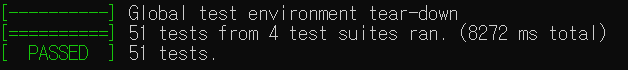 [----------] Global test environment tear-down
[==========] 51 tests from 4 test suites ran. (8272 ms total)
[  PASSED  ] 51 tests.